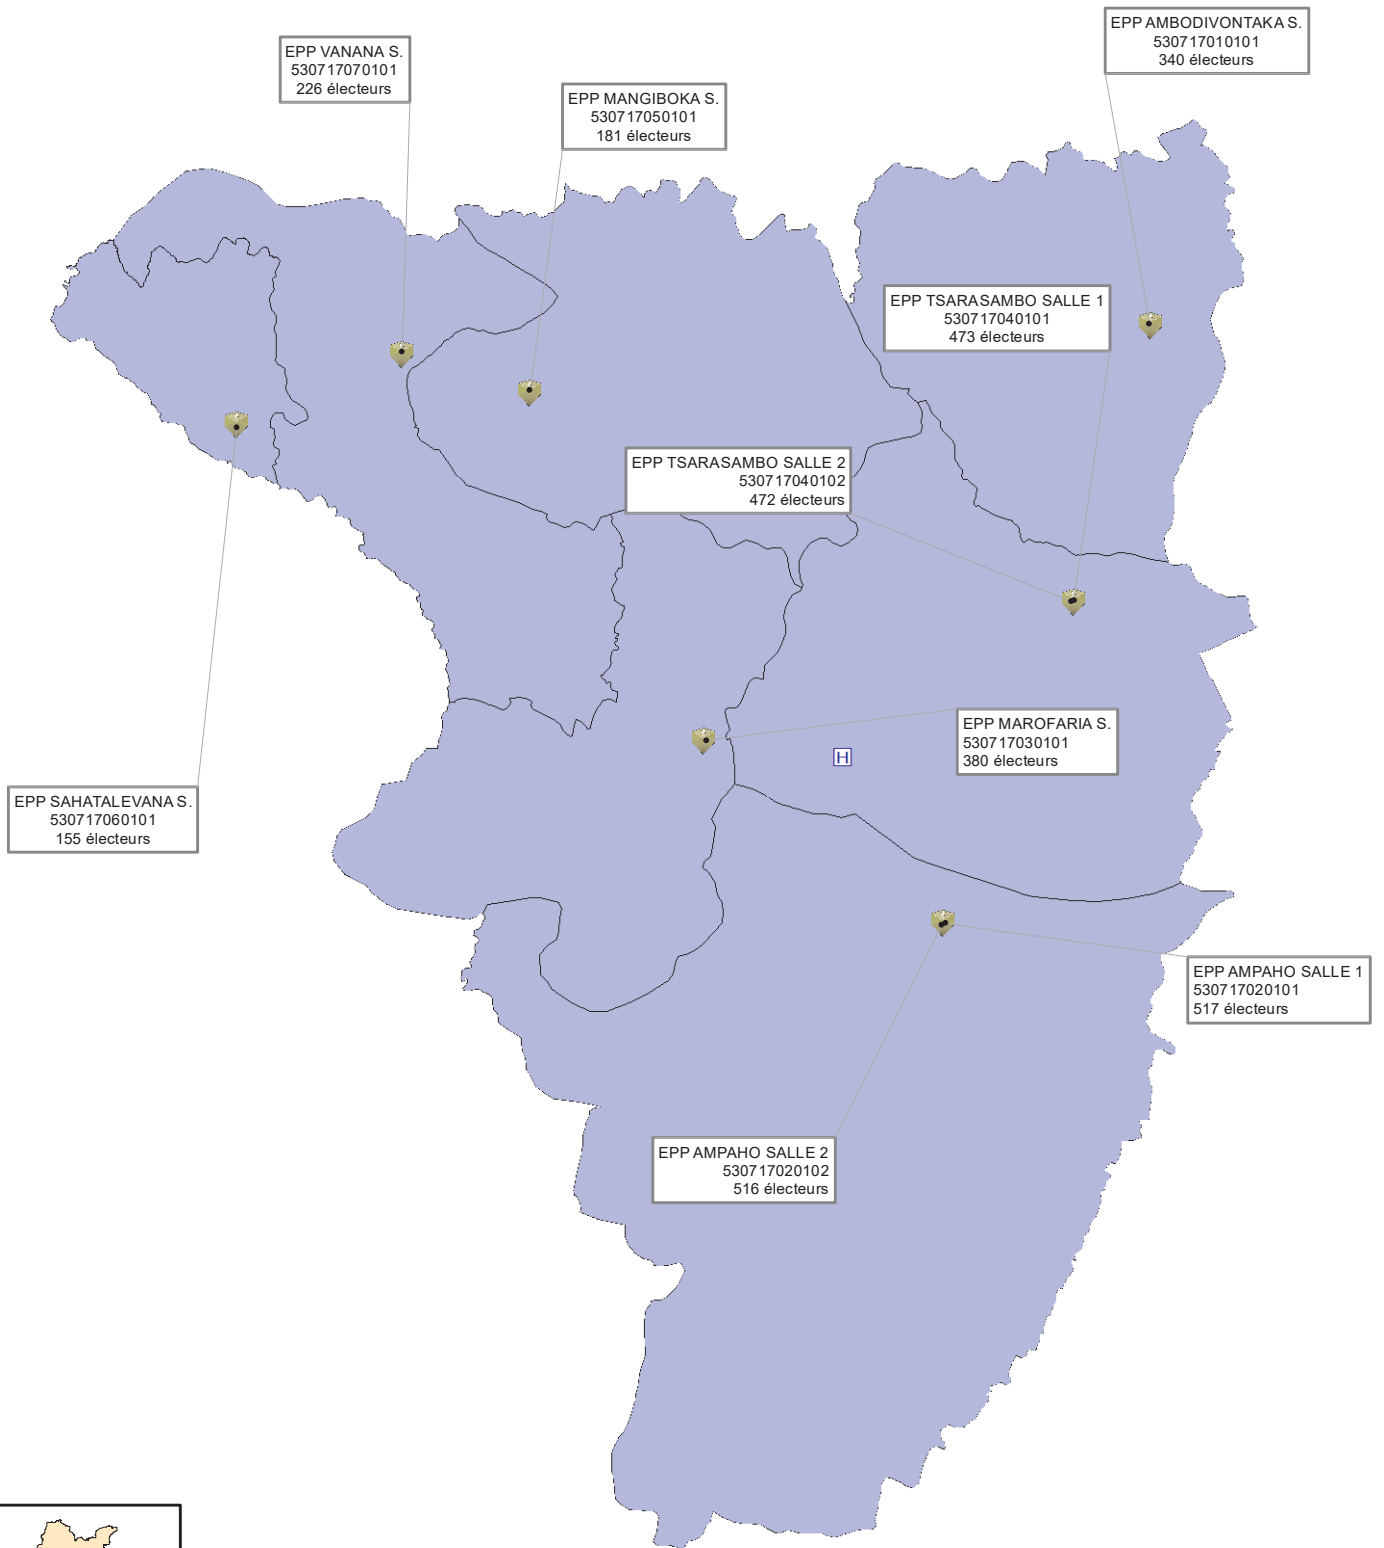 EPP AMBODIVONTAKA S.
530717010101
340 électeurs
EPP VANANA S.
530717070101
226 électeurs
EPP MANGIBOKA S.
530717050101
181 électeurs
EPP TSARASAMBO SALLE 1
530717040101
473 électeurs
EPP TSARASAMBO SALLE 2
530717040102
472 électeurs
EPP MAROFARIA S.
530717030101
380 électeurs
H
EPP SAHATALEVANA S.
530717060101
155 électeurs
EPP AMPAHO SALLE 1
530717020101
517 électeurs
EPP AMPAHO SALLE 2
530717020102
516 électeurs